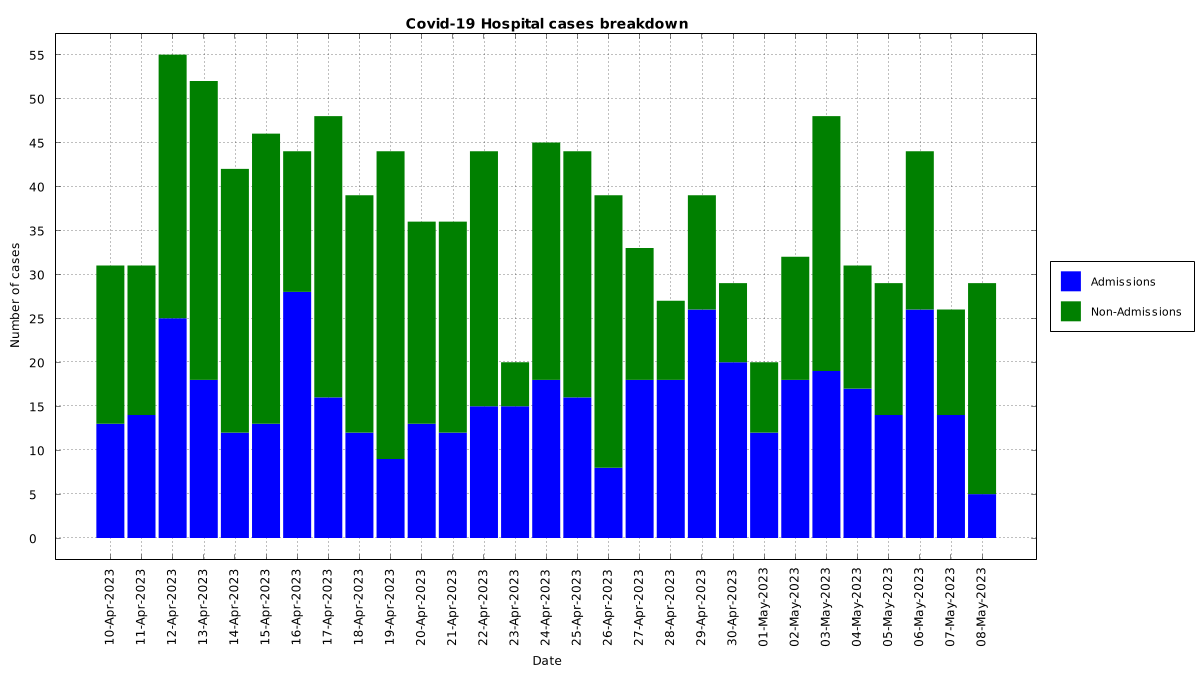 Covid-19 Hospital cases breakdown
55
50
45
40
35
30
25
20
15
10
5
0
Number of cases
Admissions
Non-Admissions
10-Apr-2023
11-Apr-2023
12-Apr-2023
13-Apr-2023
14-Apr-2023
15-Apr-2023
16-Apr-2023
17-Apr-2023
18-Apr-2023
19-Apr-2023
20-Apr-2023
21-Apr-2023
22-Apr-2023
23-Apr-2023
24-Apr-2023
25-Apr-2023
26-Apr-2023
27-Apr-2023
28-Apr-2023
29-Apr-2023
30-Apr-2023
01-May-2023
02-May-2023
03-May-2023
04-May-2023
05-May-2023
06-May-2023
07-May-2023
08-May-2023
Date